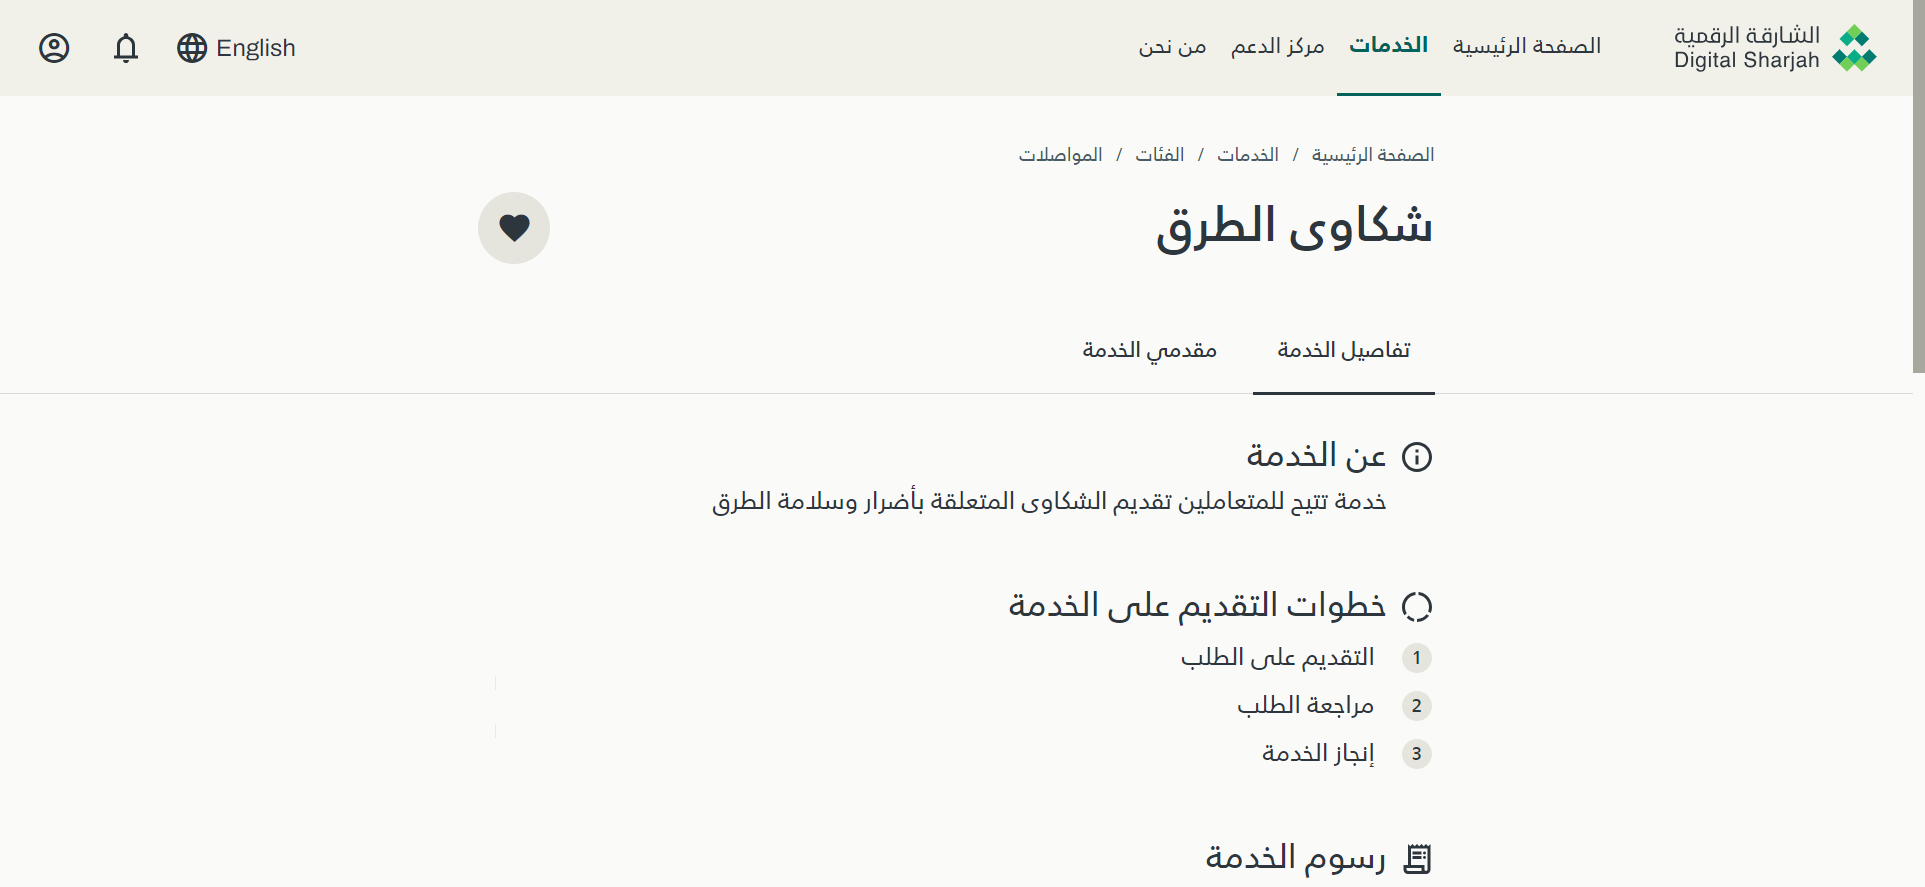 الشارقة الرقمية
Digital Sharjah
الصفحة الرئيسية
الخدمات
مركز الدعم
من نحن
English
الصفحة الرئيسية / الخدمات / الفئات / المواصلات
شكاوى الطرق
تفاصيل الخدمة
مقدمي الخدمة
عن الخدمة
خدمة تتيح للمتعاملين تقديم الشكاوى المتعلقة بأضرار وسلامة الطرق
خطوات التقديم على الخدمة
1 التقديم على الطلب
2 مراجعة الطلب
3 إنجاز الخدمة
رسوم الخدمة